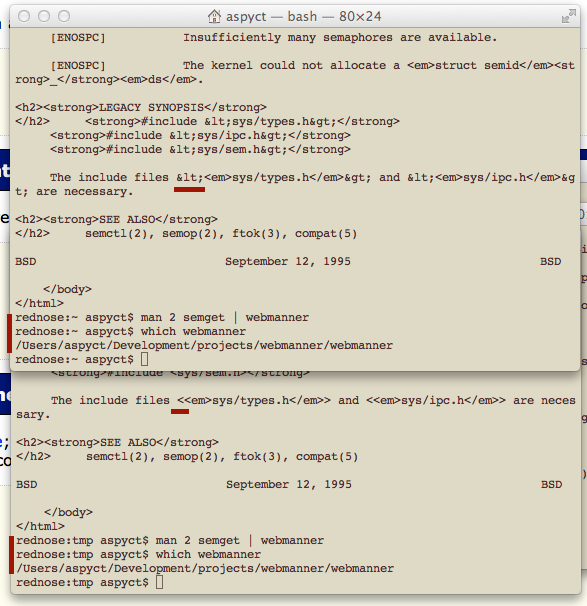 aspyct — bash — 80×24
[ENOSPC]           Insufficiently many semaphores are available.
[ENOSPC]           The kernel could not allocate a <em>struct semid</em><st
rong>_</strong><em>ds</em>.
<h2><strong>LEGACY SYNOPSIS</strong>
</h2>     <strong>#include &lt;sys/types.h&gt;</strong>
<strong>#include &lt;sys/ipc.h&gt;</strong>
<strong>#include &lt;sys/sem.h&gt;</strong>
The include files &lt;<em>sys/types.h</em>&gt; and &lt;<em>sys/ipc.h</em>&g
t; are necessary.
<h2><strong>SEE ALSO</strong>
</h2>     semctl(2), semop(2), ftok(3), compat(5)
BSD                           September 12, 1995                           BSD
</body>
</html>
rednose:~ aspyct$ man 2 semget | webmanner
rednose:~ aspyct$ which webmanner
/Users/aspyct/Development/projects/webmanner/webmanner
rednose:~ aspyct$
<strong>#include <sys/sem.h></strong>
The include files <<em>sys/types.h</em>> and <<em>sys/ipc.h</em>> are neces
sary.
<h2><strong>SEE ALSO</strong>
</h2>     semctl(2), semop(2), ftok(3), compat(5)
BSD                           September 12, 1995                           BSD
</body>
</html>
rednose:tmp aspyct$ man 2 semget | webmanner
rednose:tmp aspyct$ which webmanner
/Users/aspyct/Development/projects/webmanner/webmanner
rednose:tmp aspyct$